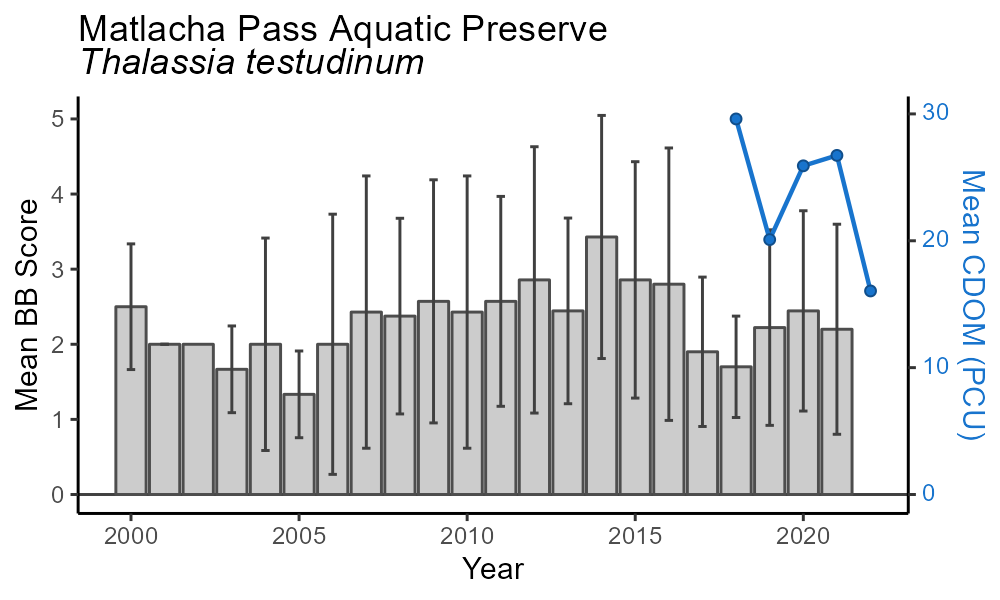 Matlacha Pass Aquatic Preserve
Thalassia testudinum
Mean BB Score
5
4
3
2
1
0
30
20
10
0
Mean CDOM (PCU)
2000 2005 2010 2015 2020
Year